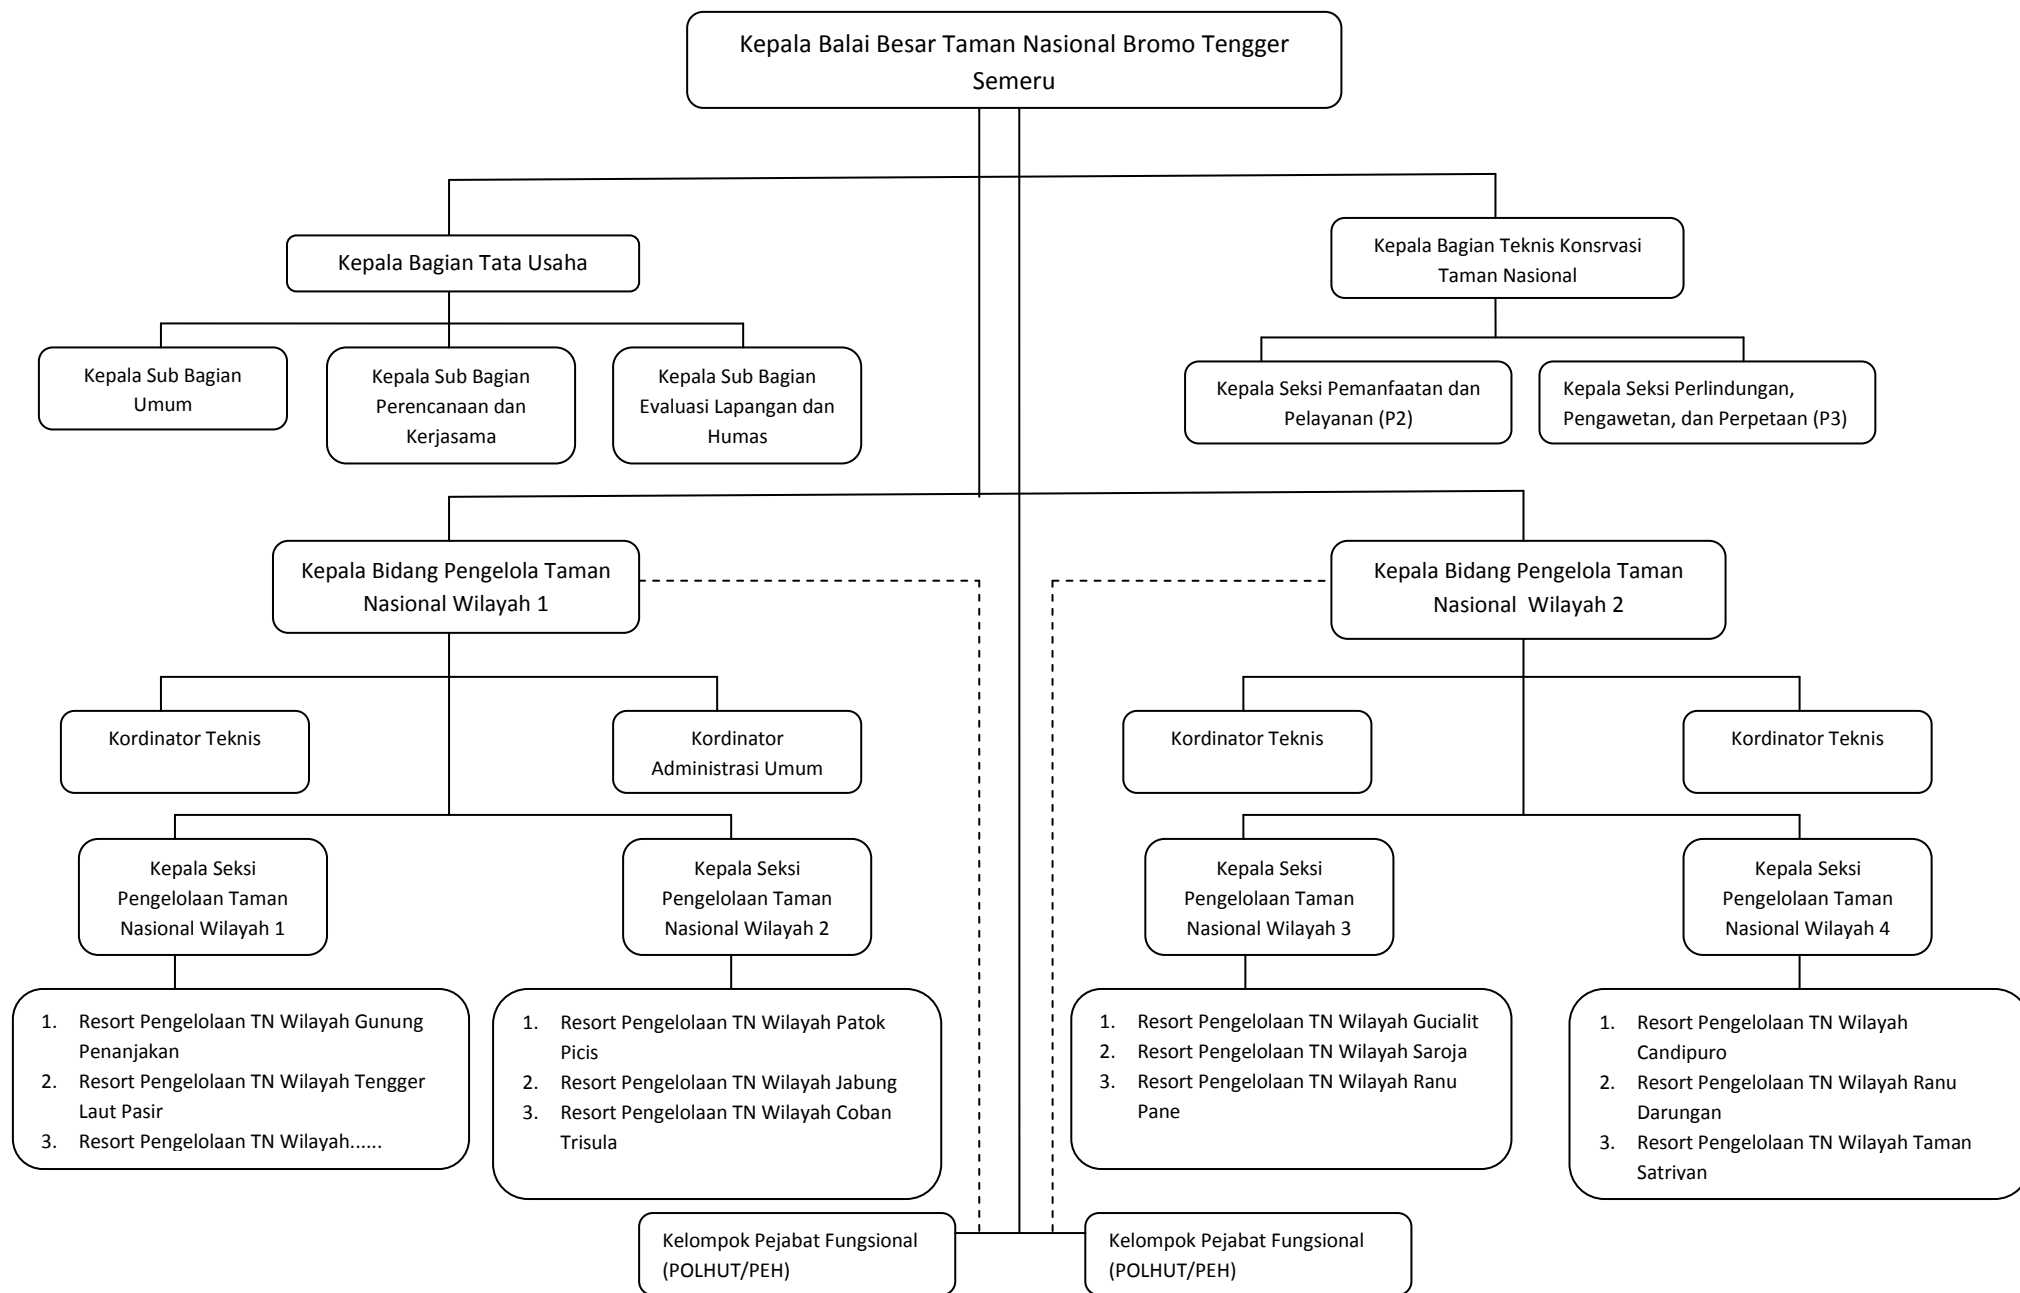 Kepala Balai Besar Taman Nasional Bromo Tengger
Semeru
Kepala Bagian Tata Usaha
Kepala Bagian Teknis Konsrvasi
Taman Nasional
Kepala Sub Bagian
Umum
Kepala Sub Bagian
Perencanaan dan
Kerjasama
Kepala Sub Bagian
Evaluasi Lapangan dan
Humas
Kepala Seksi Pemanfaatan dan
Pelayanan (P2)
Kepala Seksi Perlindungan,
Pengawetan, dan Perpetaan (P3)
Kepala Bidang Pengelola Taman
Nasional Wilayah 1
Kepala Bidang Pengelola Taman
Nasional  Wilayah 2
Kordinator Teknis
Kordinator
Administrasi Umum
Kordinator Teknis
Kordinator Teknis
Kepala Seksi
Pengelolaan Taman
Nasional Wilayah 1
Kepala Seksi
Pengelolaan Taman
Nasional Wilayah 2
Kepala Seksi
Pengelolaan Taman
Nasional Wilayah 3
Kepala Seksi
Pengelolaan Taman
Nasional Wilayah 4
1. Resort Pengelolaan TN Wilayah Gunung
Penanjakan
2. Resort Pengelolaan TN Wilayah Tengger
Laut Pasir
3. Resort Pengelolaan TN Wilayah......
1. Resort Pengelolaan TN Wilayah Patok
Picis
2. Resort Pengelolaan TN Wilayah Jabung
3. Resort Pengelolaan TN Wilayah Coban
Trisula
1. Resort Pengelolaan TN Wilayah Gucialit
2. Resort Pengelolaan TN Wilayah Saroja
3. Resort Pengelolaan TN Wilayah Ranu
Pane
1. Resort Pengelolaan TN Wilayah
Candipuro
2. Resort Pengelolaan TN Wilayah Ranu
Darungan
3. Resort Pengelolaan TN Wilayah Taman
Satriyan
Kelompok Pejabat Fungsional
(POLHUT/PEH)
Kelompok Pejabat Fungsional
(POLHUT/PEH)